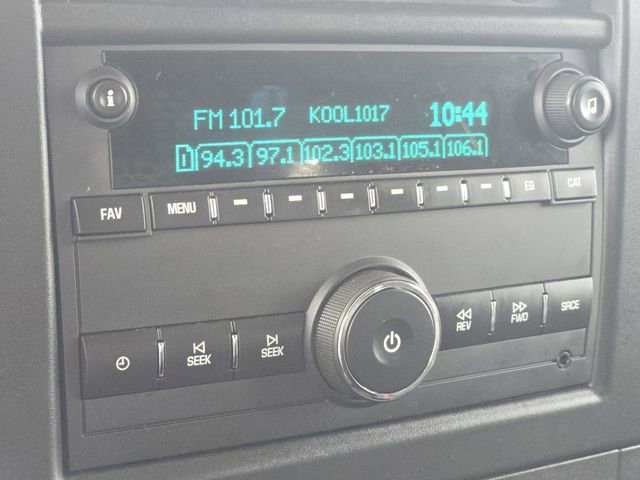 FM 101.7 KOOL1017 10:44
1 94.3 97.1 102.3 103.1 105.1 106.1
FAV MENU EQ CAT
SEEK SEEK REV FWD SRCE